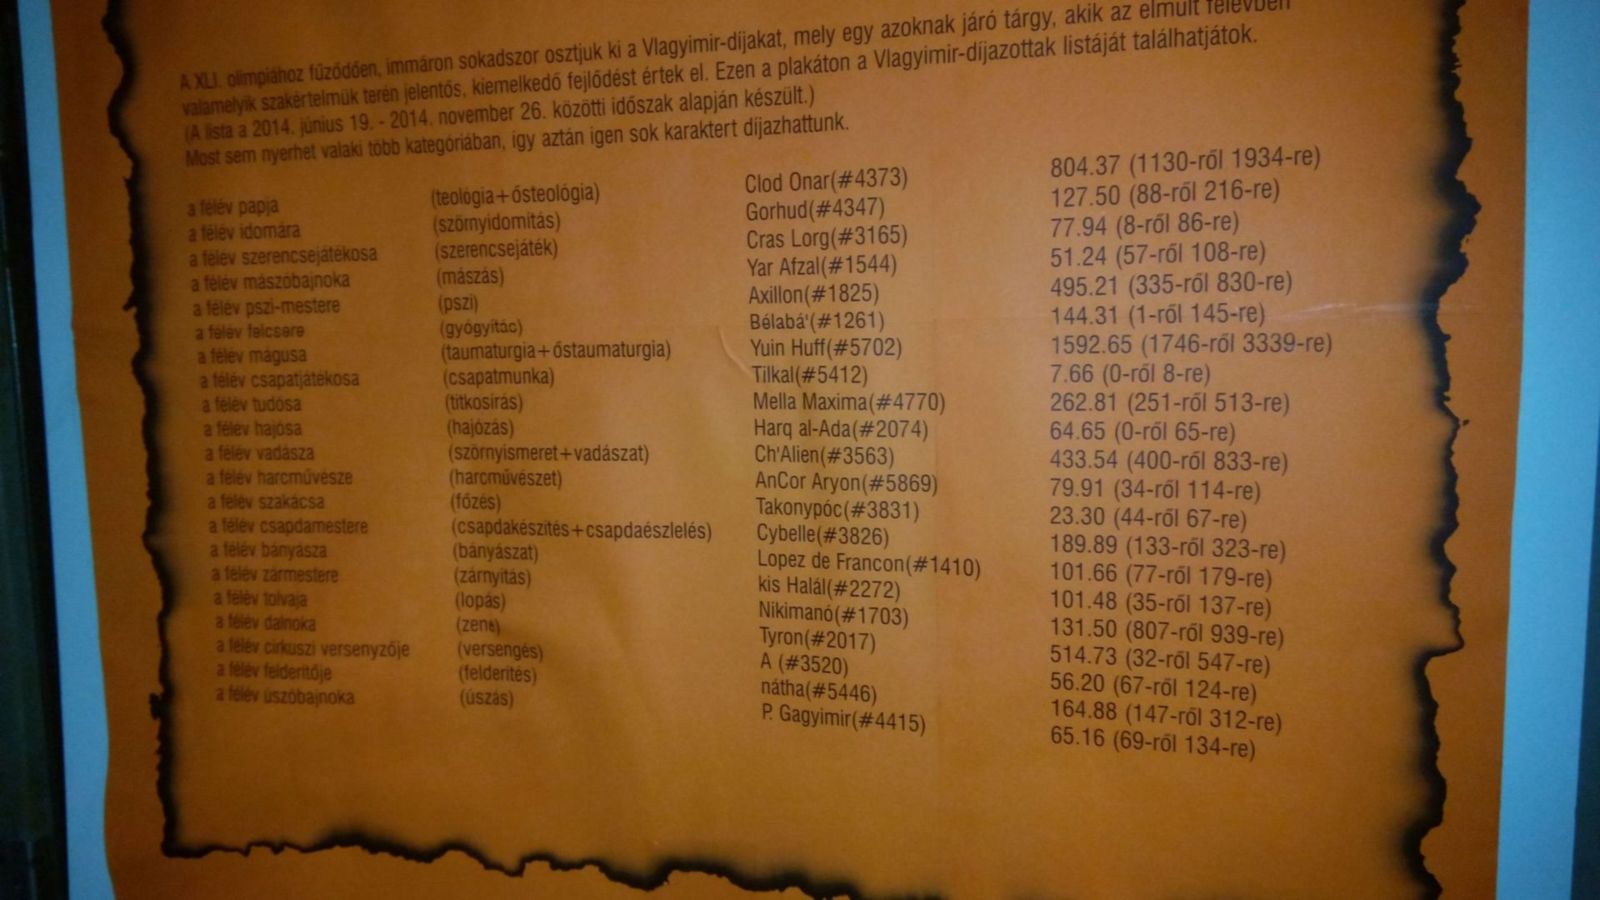 A XLI. olimpiához fűződően, immáron sokadszor osztjuk ki a Vlagyimir-díjakat, mely egy azoknak járó tárgy, akik az elmúlt félévben
valamelyik szakértelmük terén jelentős, kiemelkedő fejlődést értek el. Ezen a plakáton a Vlagyimir-díjazottak listáját találhatjátok.
(A lista a 2014. június 19. - 2014. november 26. közötti időszak alapján készült.)
Most sem nyerhet valaki több kategóriában, így aztán igen sok karaktert díjazhattunk.
a félév papja (teológia+ősteológia) Clod Onar(#4373) 804.37 (1130-ról 1934-re)
a félév idomára (szörnyidomítás) Gorhud(#4347) 127.50 (88-ről 216-re)
a félév szerencsejátékosa (szerencsejáték) Cras Lorg(#3165) 77.94 (8-ről 86-re)
a félév mászóbajnoka (mászás) Yar Afzal(#1544) 51.24 (57-ről 108-re)
a félév pszi-mestere (pszi) Axillon(#1825) 495.21 (335-ről 830-re)
a félév felcsere (gyógyítás) Bélabá'(#1261) 144.31 (1-ről 145-re)
a félév mágusa (taumaturgia+őstaumaturgia) Yuin Huff(#5702) 1592.65 (1746-ról 3339-re)
a félév csapatjátékosa (csapatmunka) Tilkal(#5412) 7.66 (0-ról 8-re)
a félév tudósa (titkosírás) Mella Maxima(#4770) 262.81 (251-ről 513-re)
a félév hajósa (hajózás) Harq al-Ada(#2074) 64.65 (0-ről 65-re)
a félév vadásza (szörnyismeret+vadászat) Ch'Alien(#3563) 433.54 (400-ről 833-re)
a félév harcművésze (harcművészet) AnCor Aryon(#5869) 79.91 (34-ről 114-re)
a félév szakácsa (főzés) Takonypóc(#3831) 23.30 (44-ről 67-re)
a félév csapdamestere (csapdakészítés+csapdaészlelés) Cybelle(#3826) 189.89 (133-ról 323-re)
a félév bányásza (bányászat) Lopez de Francon(#1410) 101.66 (77-ről 179-re)
a félév zármestere (zárnyitás) kis Halál(#2272) 101.48 (35-ról 137-re)
a félév tolvaja (lopás) Nikimanó(#1703) 131.50 (807-ről 939-re)
a félév dalnoka (zene) Tyron(#2017) 514.73 (32-ről 547-re)
a félév cirkuszi versenyzője (versengés) A (#3520) 56.20 (67-ről 124-re)
a félév felderítője (felderítés) nátha(#5446) 164.88 (147-ről 312-re)
a félév úszóbajnoka (úszás) P. Gagyimir(#4415) 65.16 (69-ről 134-re)